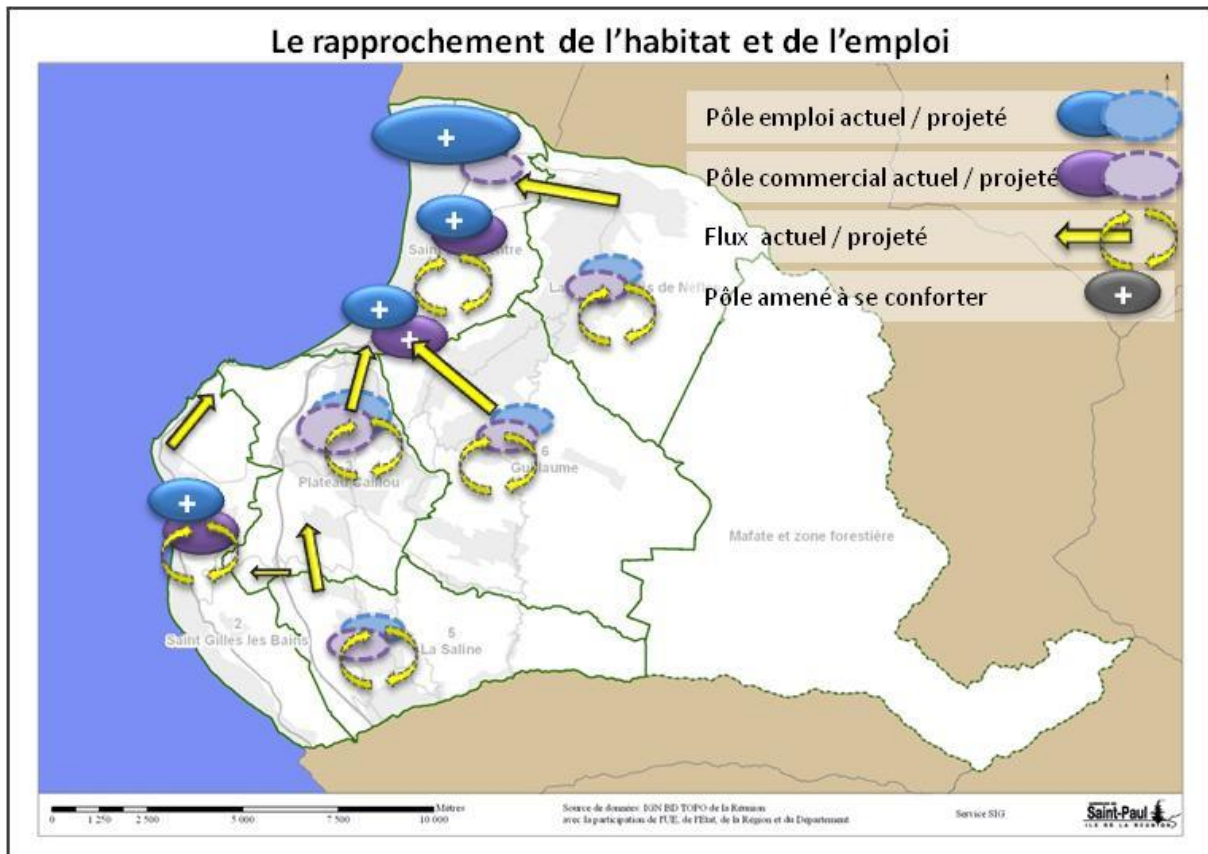 Le rapprochement de l'habitat et de l'emploi
Pôle emploi actuel / projeté
Pôle commercial actuel / projeté
Flux actuel / projeté
Pôle amené à se conforter
+
+
+
+
+
+
de Nefles
6
Guillaume
Plateau Caillou
Mafate et zone forestière
2
Saint Gilles les Bains
5
La Saline
Mètres
0 1 250 2 500 5 000 7 500 10 000
Source de données: IGN BD TOPO de la Réunion
avec la participation de l'UE, de l'Etat, de la Région et du Département
Service SIG
Saint-Paul
ILE DE LA REUNION